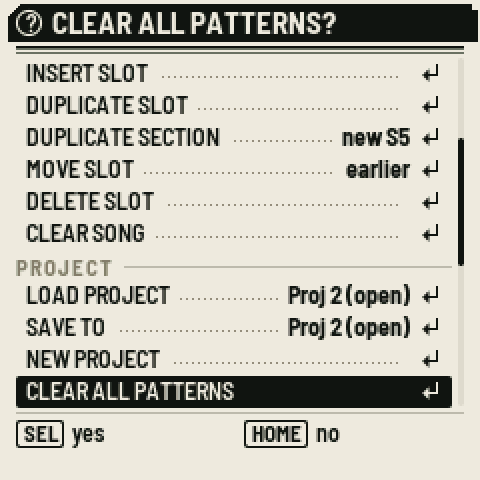 ? CLEAR ALL PATTERNS?
INSERT SLOT
DUPLICATE SLOT
DUPLICATE SECTION new S5
MOVE SLOT earlier
DELETE SLOT
CLEAR SONG
PROJECT
LOAD PROJECT Proj 2 (open)
SAVE TO Proj 2 (open)
NEW PROJECT
CLEAR ALL PATTERNS
SEL yes HOME no